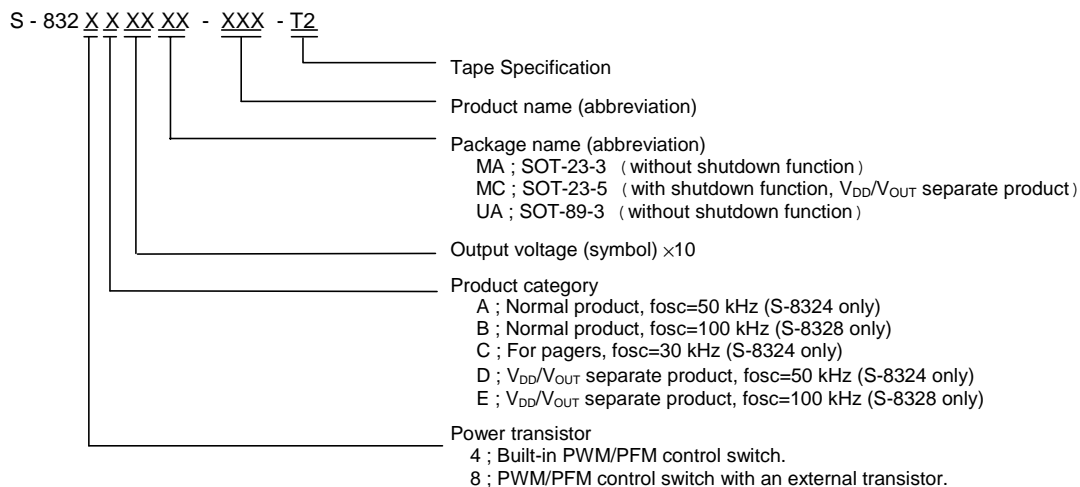 S - 832 X X XX XX - XXX - T2
Tape Specification
Product name (abbreviation)
Package name (abbreviation)
MA ; SOT-23-3 (without shutdown function)
MC ; SOT-23-5 (with shutdown function, VDD/VOUT separate product)
UA ; SOT-89-3 (without shutdown function)
Output voltage (symbol) ×10
Product category
A ; Normal product, fosc=50 kHz (S-8324 only)
B ; Normal product, fosc=100 kHz (S-8328 only)
C ; For pagers, fosc=30 kHz (S-8324 only)
D ; VDD/VOUT separate product, fosc=50 kHz (S-8324 only)
E ; VDD/VOUT separate product, fosc=100 kHz (S-8328 only)
Power transistor
4 ; Built-in PWM/PFM control switch.
8 ; PWM/PFM control switch with an external transistor.